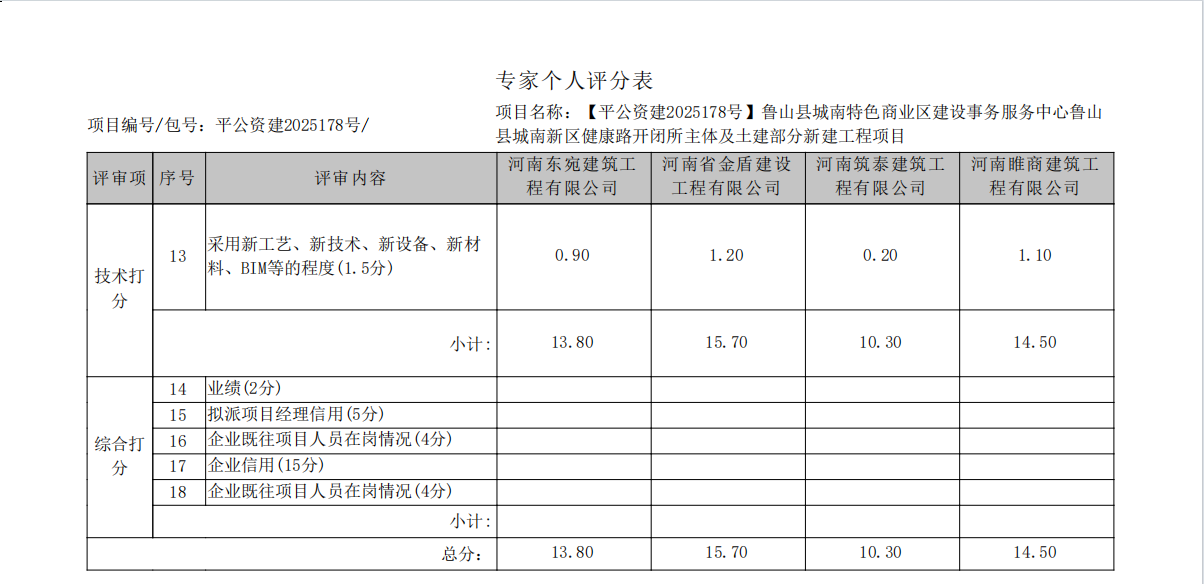 专家个人评分表
项目编号/包号：平公资建2025178号/
项目名称：【平公资建2025178号】鲁山县城南特色商业区建设事务服务中心鲁山
县城南新区健康路开闭所主体及土建部分新建工程项目
评审项 序号 评审内容 河南东宛建筑工程有限公司 河南省金盾建设工程有限公司 河南筑泰建筑工程有限公司 河南睢商建筑工程有限公司
技术打分
13 采用新工艺、新技术、新设备、新材
料、BIM等的程度(1.5分) 0.90 1.20 0.20 1.10
小计: 13.80 15.70 10.30 14.50
综合打分
14 业绩(2分)
15 拟派项目经理信用(5分)
16 企业既往项目人员在岗情况(4分)
17 企业信用(15分)
18 企业既往项目人员在岗情况(4分)
小计:
总分: 13.80 15.70 10.30 14.50